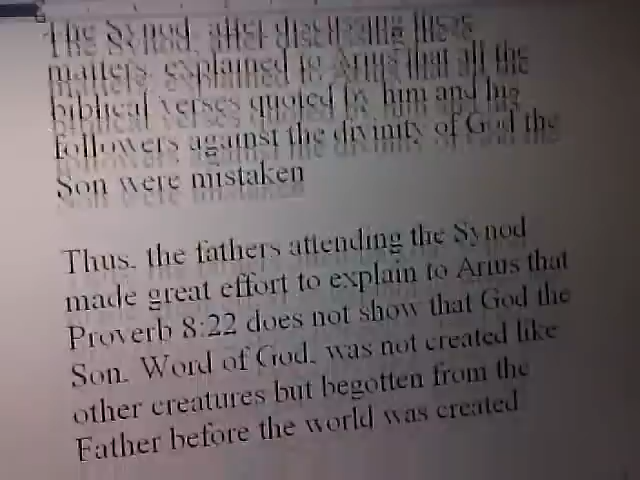 The Synod, after discussing these
matters, explained to Arius that all the
biblical verses quoted by him and his
followers against the divinity of God the
Son were mistaken
Thus, the fathers attending the Synod
made great effort to explain to Arius that
Proverb 8:22 does not show that God the
Son, Word of God, was not created like
other creatures but begotten from the
Father before the world was created